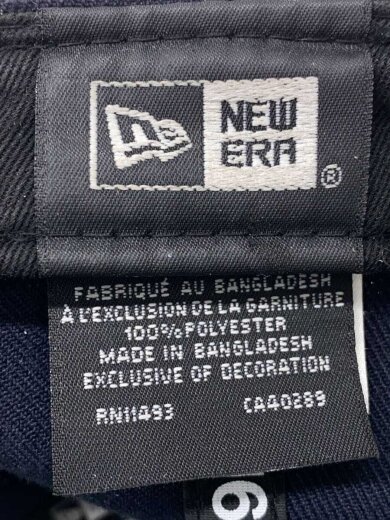 NEW
ERA
®
FABRIQUÉ AU BANGLADESH
À L'EXCLUSION DE LA GARNITURE
100% POLYESTER
MADE IN BANGLADESH
EXCLUSIVE OF DECORATION
RN11493 CA40289